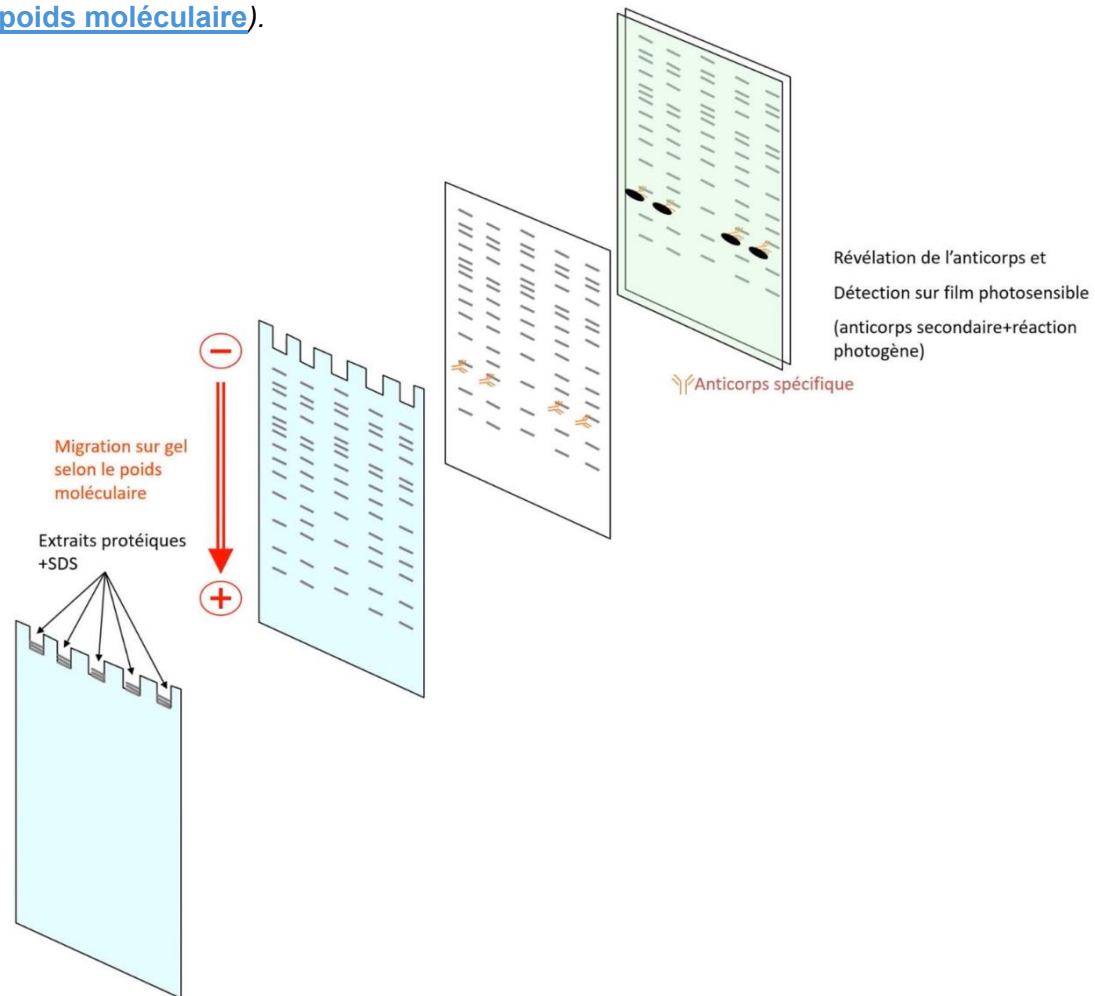 poids moléculaire).
Révélation de l’anticorps et
Détection sur film photosensible
(anticorps secondaire+réaction
photogène)
Anticorps spécifique
−
Migration sur gel
selon le poids
moléculaire
Extraits protéiques
+SDS
+